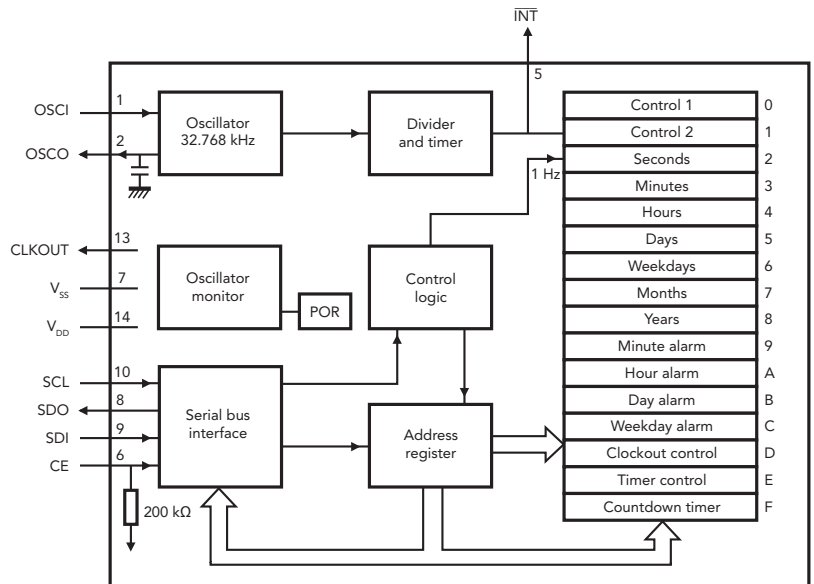 INT
5
OSCI
1
Oscillator
32.768 kHz
Divider
and timer
OSCO
2
1 Hz
Control 1 0
Control 2 1
Seconds 2
Minutes 3
Hours 4
Days 5
Weekdays 6
Months 7
Years 8
Minute alarm 9
Hour alarm A
Day alarm B
Weekday alarm C
Clockout control D
Timer control E
Countdown timer F
CLKOUT
13
VSS
7
VDD
14
Oscillator
monitor
POR
Control
logic
SCL
10
SDO
8
SDI
9
CE
6
Serial bus
interface
Address
register
200 kΩ